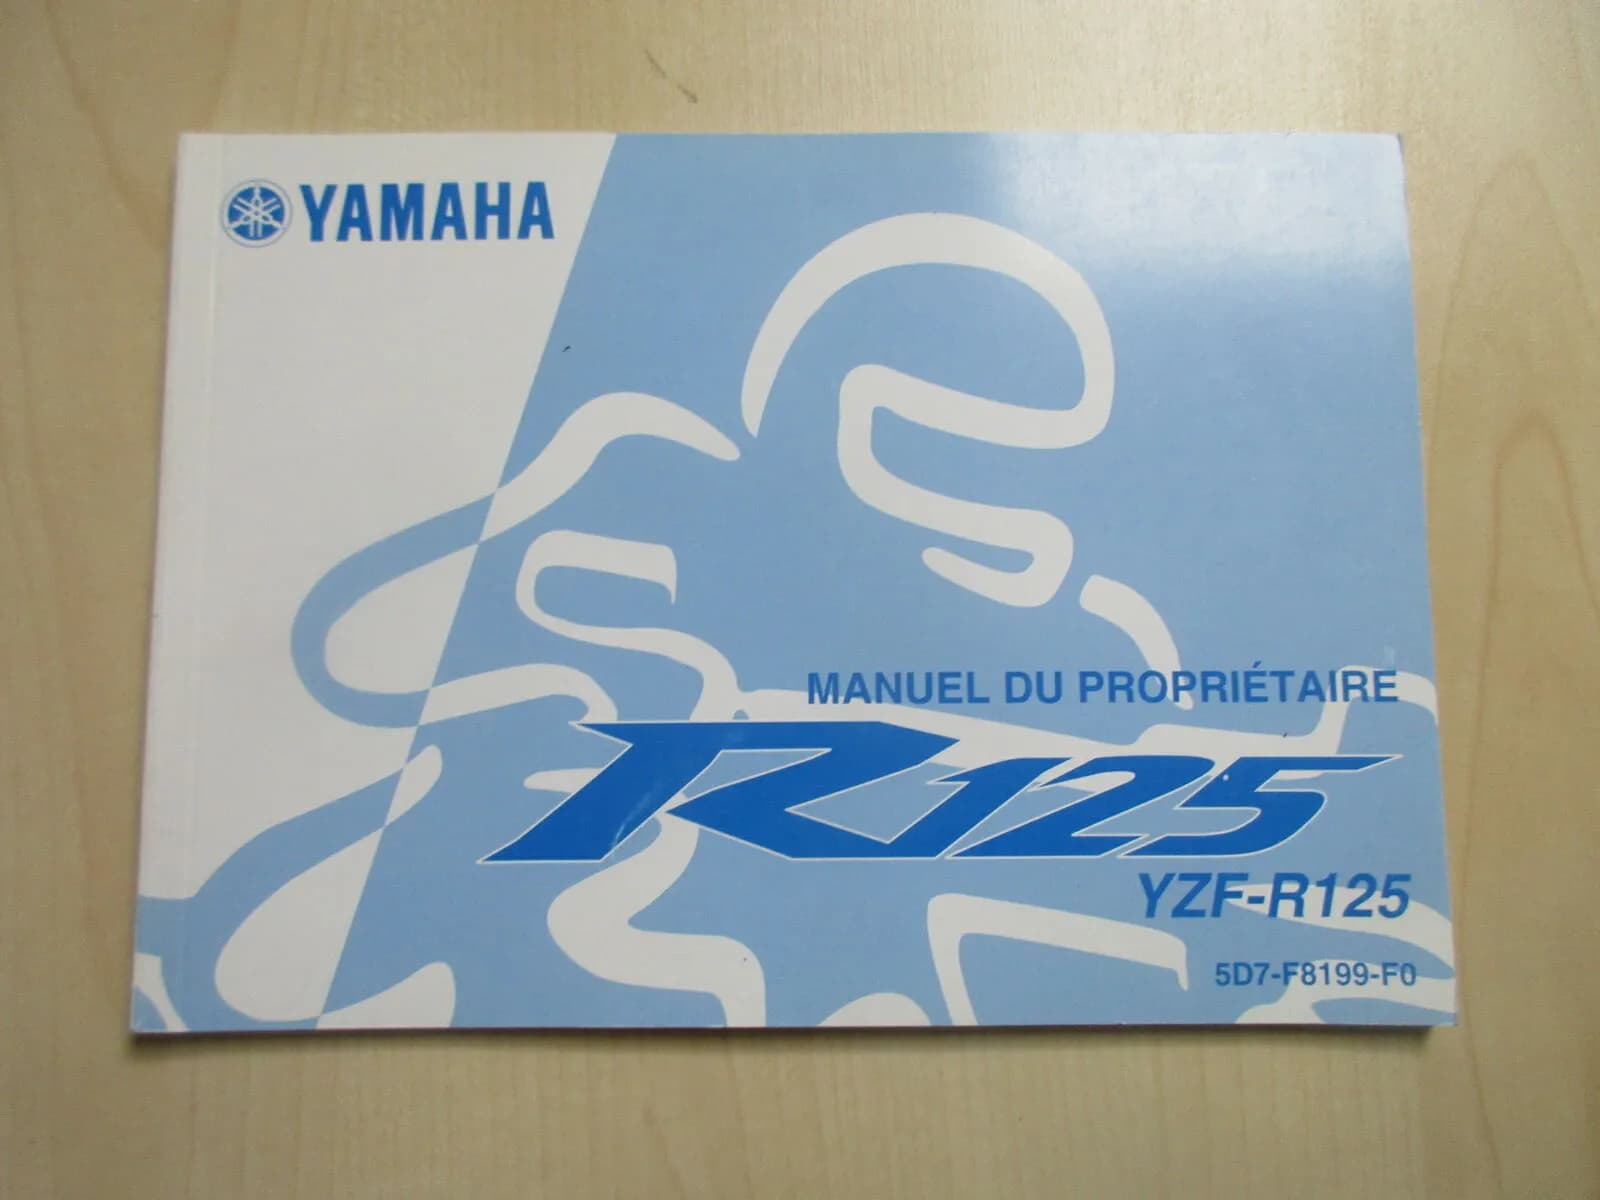 YAMAHA
MANUEL DU PROPRIÉTAIRE
R125
YZF-R125
5D7-F8199-F0